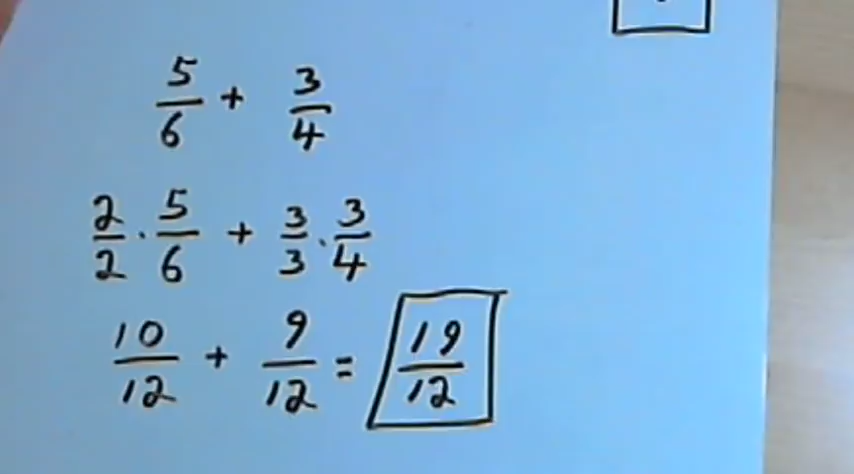 5/6 + 3/4
2/2 · 5/6 + 3/3 · 3/4
10/12 + 9/12 = 19/12